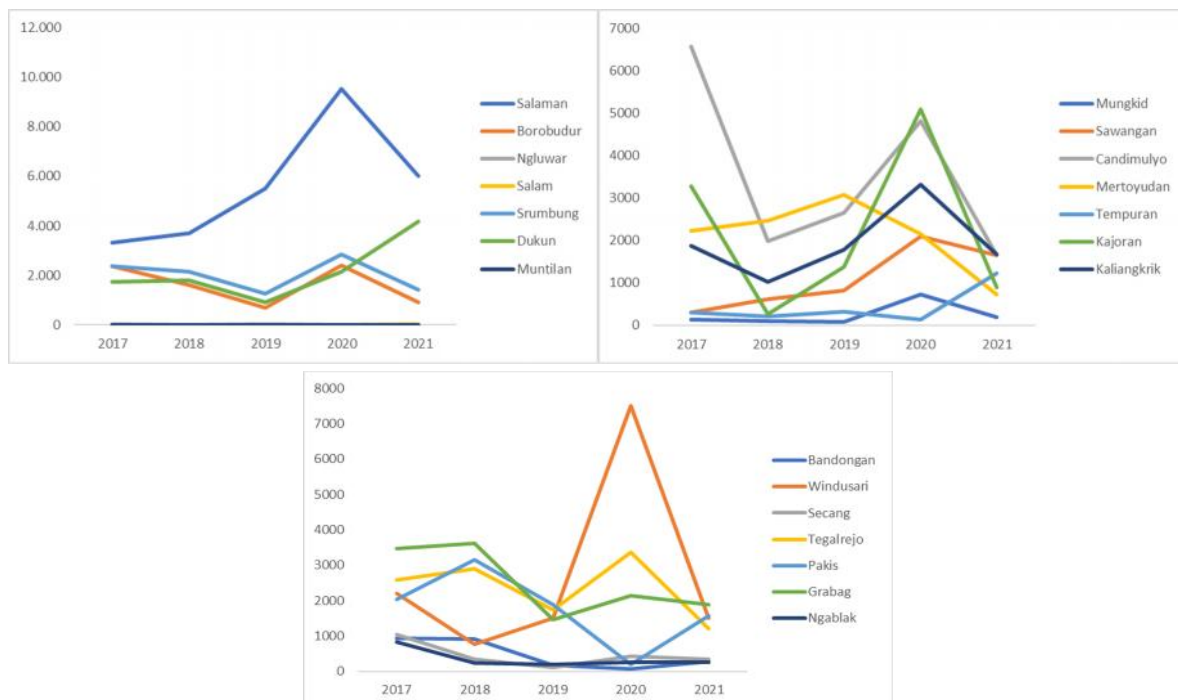 12.000
10.000
8.000
6.000
4.000
2.000
0
2017 2018 2019 2020 2021
Salaman
Borobudur
Ngluwar
Salam
Srumbung
Dukun
Muntilan
7000
6000
5000
4000
3000
2000
1000
0
2017 2018 2019 2020 2021
Mungkid
Sawangan
Candimulyo
Mertoyudan
Tempuran
Kajoran
Kaliangkrik
8000
7000
6000
5000
4000
3000
2000
1000
0
2017 2018 2019 2020 2021
Bandongan
Windusari
Secang
Tegalrejo
Pakis
Grabag
Ngablak